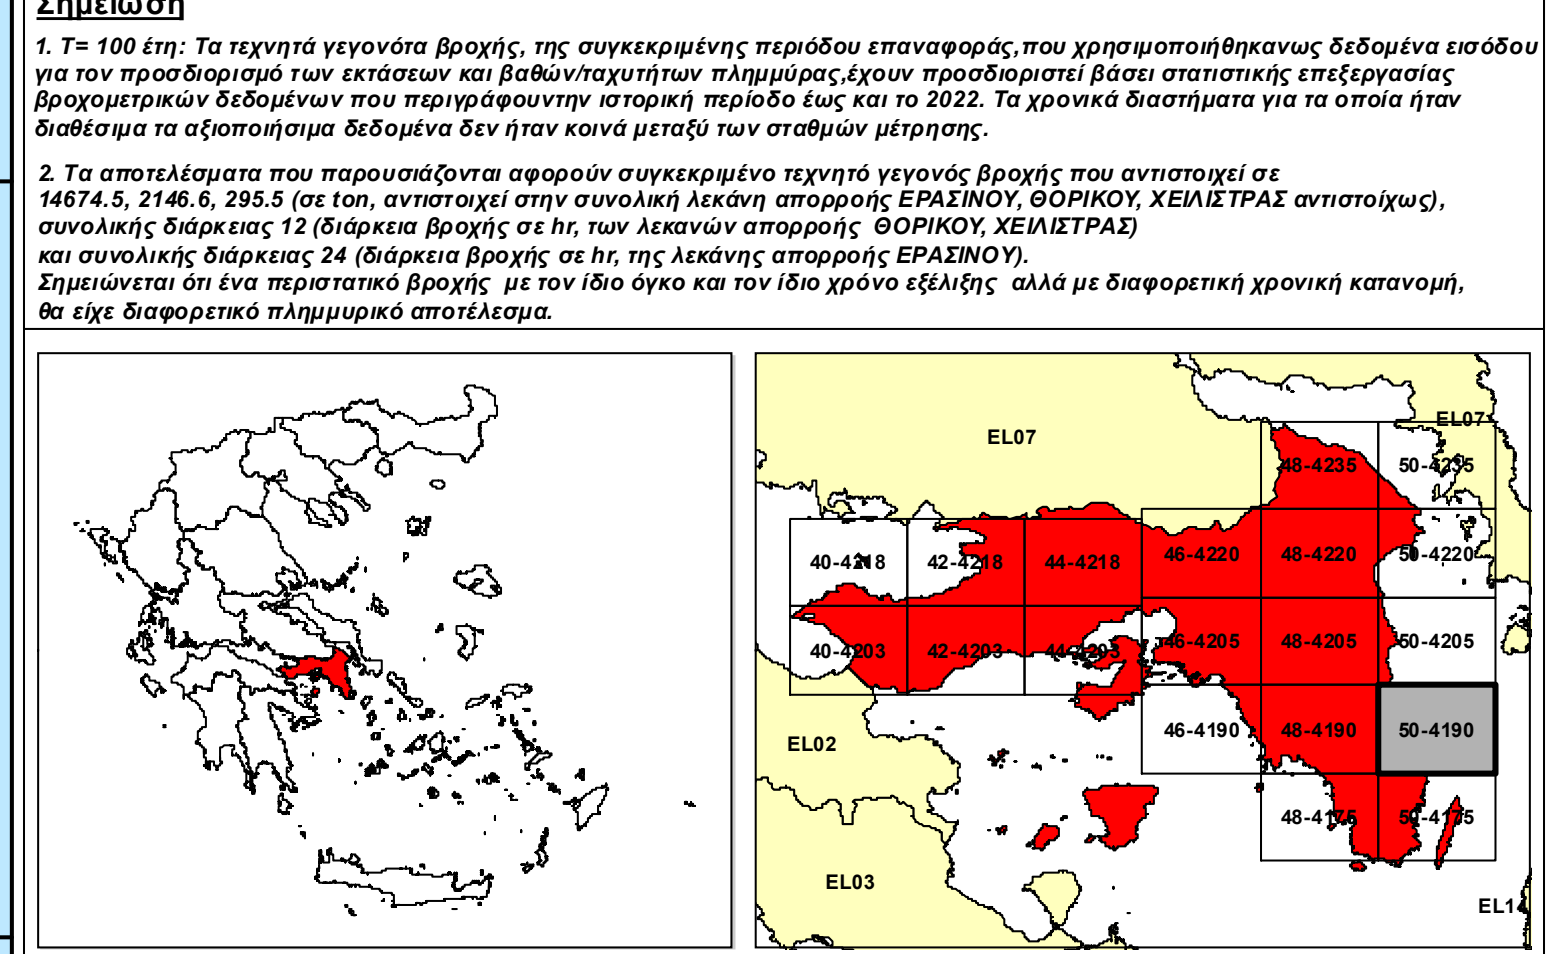 Σημείωση
1. Τ= 100 έτη: Τα τεχνητά γεγονότα βροχής, της συγκεκριμένης περιόδου επαναφοράς,που χρησιμοποιήθηκανως δεδομένα εισόδου
για τον προσδιορισμό των εκτάσεων και βαθών/ταχυτήτων πλημμύρας,έχουν προσδιοριστεί βάσει στατιστικής επεξεργασίας
βροχομετρικών δεδομένων που περιγράφουντην ιστορική περίοδο έως και το 2022. Τα χρονικά διαστήματα για τα οποία ήταν
διαθέσιμα τα αξιοποιήσιμα δεδομένα δεν ήταν κοινά μεταξύ των σταθμών μέτρησης.
2. Τα αποτελέσματα που παρουσιάζονται αφορούν συγκεκριμένο τεχνητό γεγονός βροχής που αντιστοιχεί σε
14674.5, 2146.6, 295.5 (σε ton, αντιστοιχεί στην συνολική λεκάνη απορροής ΕΡΑΣΙΝΟΥ, ΘΟΡΙΚΟΥ, ΧΕΙΛΙΣΤΡΑΣ αντιστοίχως),
συνολικής διάρκειας 12 (διάρκεια βροχής σε hr, των λεκανών απορροής ΘΟΡΙΚΟΥ, ΧΕΙΛΙΣΤΡΑΣ)
και συνολικής διάρκειας 24 (διάρκεια βροχής σε hr, της λεκάνης απορροής ΕΡΑΣΙΝΟΥ).
Σημειώνεται ότι ένα περιστατικό βροχής με τον ίδιο όγκο και τον ίδιο χρόνο εξέλιξης αλλά με διαφορετική χρονική κατανομή,
θα είχε διαφορετικό πλημμυρικό αποτέλεσμα.
EL07
EL07
48-4235
50-4235
40-4218
42-4218
44-4218
46-4220
48-4220
50-4220
40-4203
42-4203
44-4203
46-4205
48-4205
50-4205
EL02
46-4190
48-4190
50-4190
48-4175
50-4175
EL03
EL14